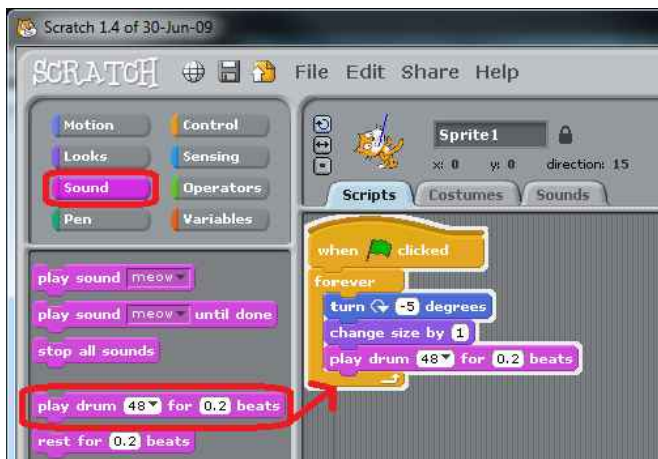 Scratch 1.4 of 30-Jun-09
SCRATCH File Edit Share Help
Motion Control
Looks Sensing
Sound Operators
Pen Variables
Sprite1
x: 0 y: 0 direction: 15
Scripts Costumes Sounds
play sound meow
play sound meow until done
stop all sounds
play drum 48 for 0.2 beats
rest for 0.2 beats
when clicked
forever
turn -5 degrees
change size by 1
play drum 48 for 0.2 beats